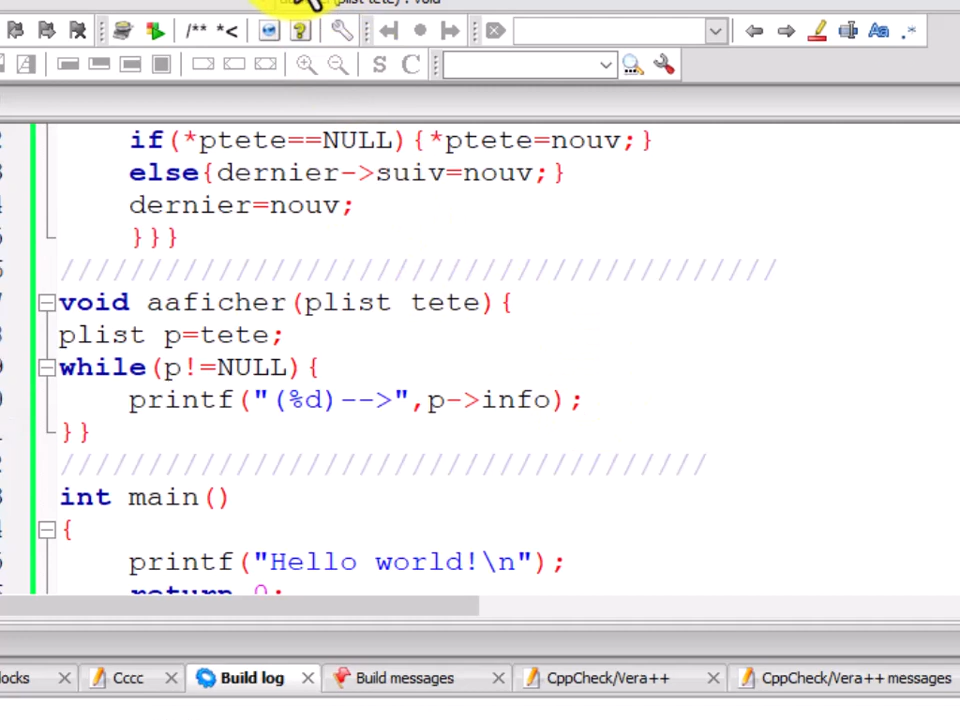 /** *<
S C
if(*ptete==NULL){*ptete=nouv;}
else{dernier->suiv=nouv;}
dernier=nouv;
}}}
/////////////////////////////////////////
void aaficher(plist tete){
plist p=tete;
while(p!=NULL){
printf("(%d)-->",p->info);
}}
/////////////////////////////////////
int main()
{
printf("Hello world!\n");
return 0;
Cccc Build log Build messages CppCheck/Vera++ CppCheck/Vera++ messages